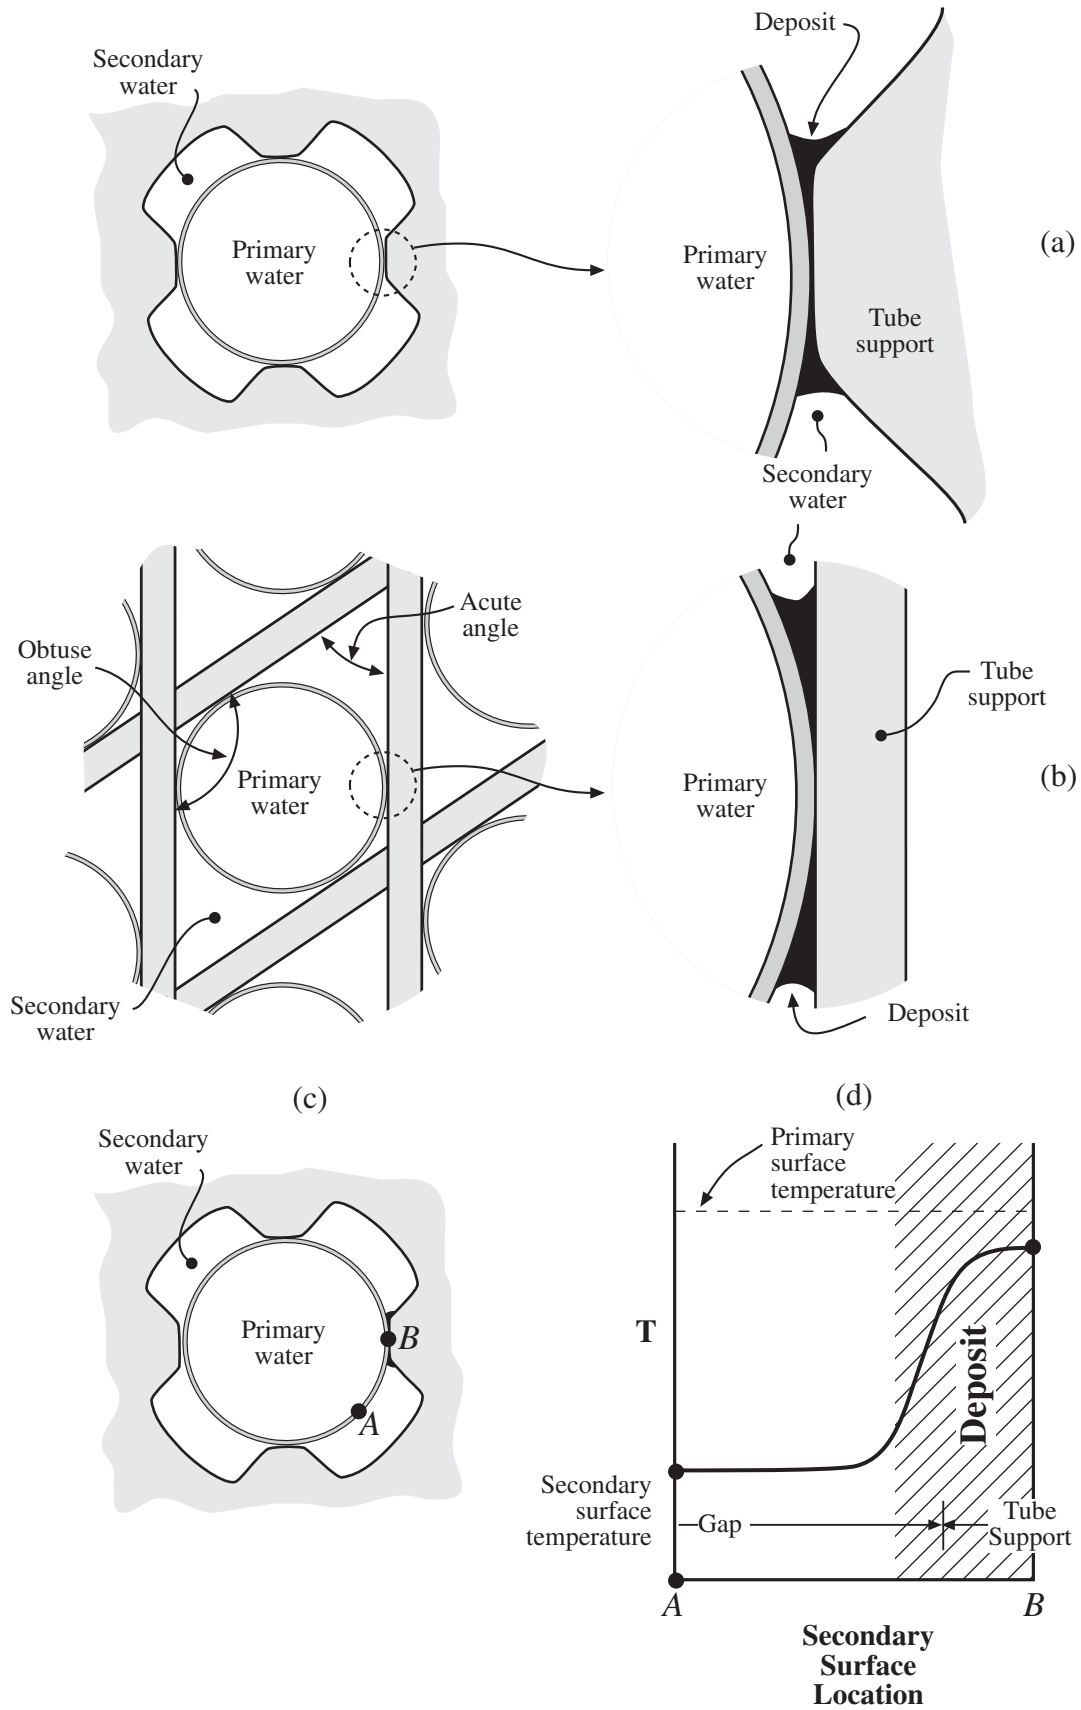 Deposit
Secondary
water
Primary
water
Primary
water
(a)
Tube
support
Secondary
water
Acute
angle
Obtuse
angle
Tube
support
Primary
water
Primary
water
(b)
Secondary
water
Deposit
(c)
(d)
Secondary
water
Primary
surface
temperature
Primary
water
B
A
T
Deposit
Secondary
surface
temperature
Gap
Tube
Support
A
B
Secondary
Surface
Location